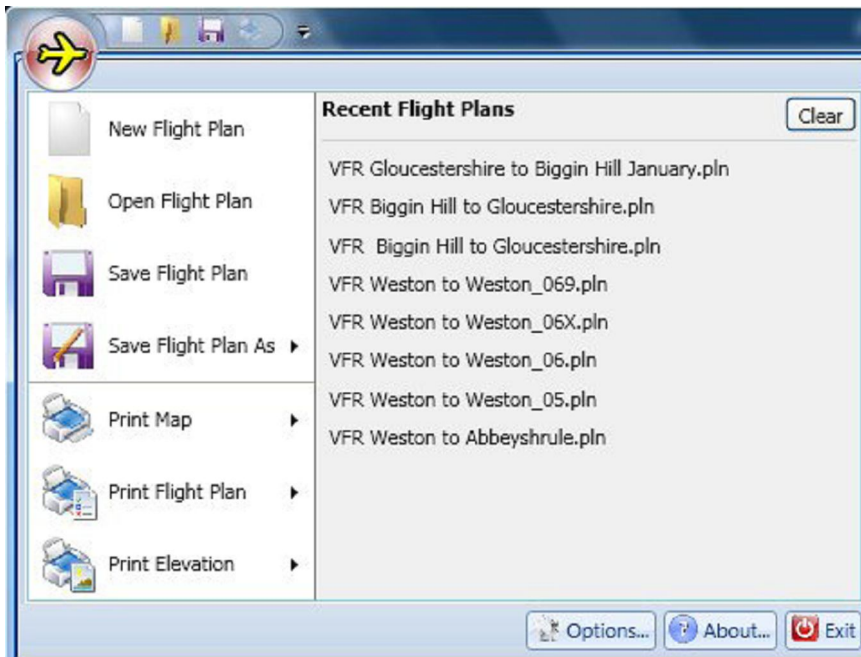 New Flight Plan
Open Flight Plan
Save Flight Plan
Save Flight Plan As
Print Map
Print Flight Plan
Print Elevation
Recent Flight Plans
Clear
VFR Gloucestershire to Biggin Hill January.pln
VFR Biggin Hill to Gloucestershire.pln
VFR  Biggin Hill to Gloucestershire.pln
VFR Weston to Weston_069.pln
VFR Weston to Weston_06X.pln
VFR Weston to Weston_06.pln
VFR Weston to Weston_05.pln
VFR Weston to Abbeyshrule.pln
Options...
About...
Exit